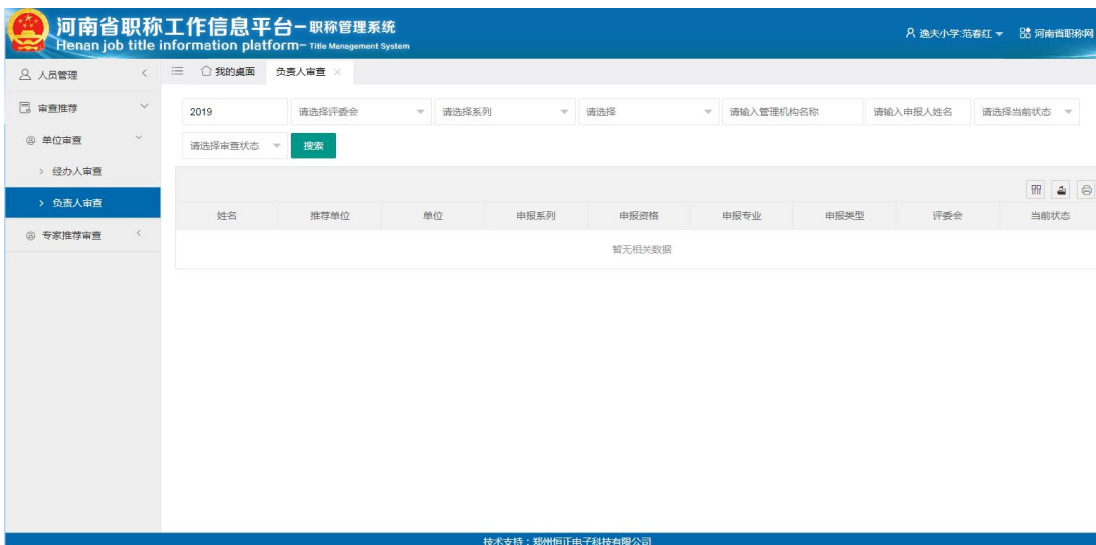 河南省职称工作信息平台-职称管理系统
Henan job title information platform- Title Management System
逸夫小学:范春红
河南省职称网
人员管理
我的桌面
负责人审查
审查推荐
单位审查
经办人审查
负责人审查
专家推荐审查
2019
请选择评委会
请选择系列
请选择
请输入管理机构名称
请输入申报人姓名
请选择当前状态
请选择审查状态
搜索
姓名
推荐单位
单位
申报系列
申报资格
申报专业
申报类型
评委会
当前状态
暂无相关数据
技术支持：郑州恒正电子科技有限公司